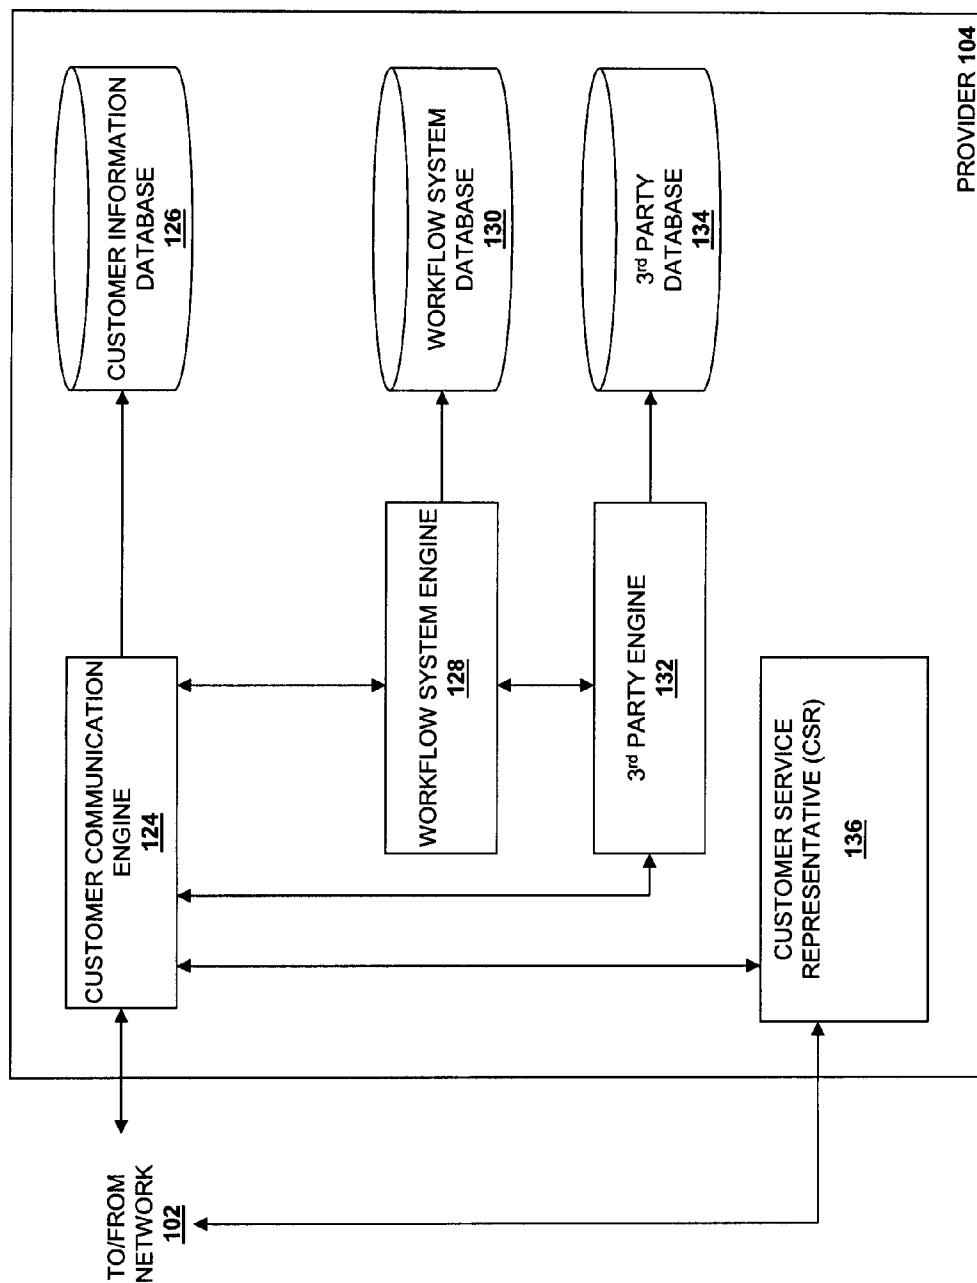 CUSTOMER COMMUNICATION
ENGINE
124
CUSTOMER INFORMATION
DATABASE
126
TO/FROM
NETWORK
102
WORKFLOW SYSTEM ENGINE
128
WORKFLOW SYSTEM
DATABASE
130
3rd PARTY ENGINE
132
3rd PARTY
DATABASE
134
CUSTOMER SERVICE
REPRESENTATIVE (CSR)
136
PROVIDER 104